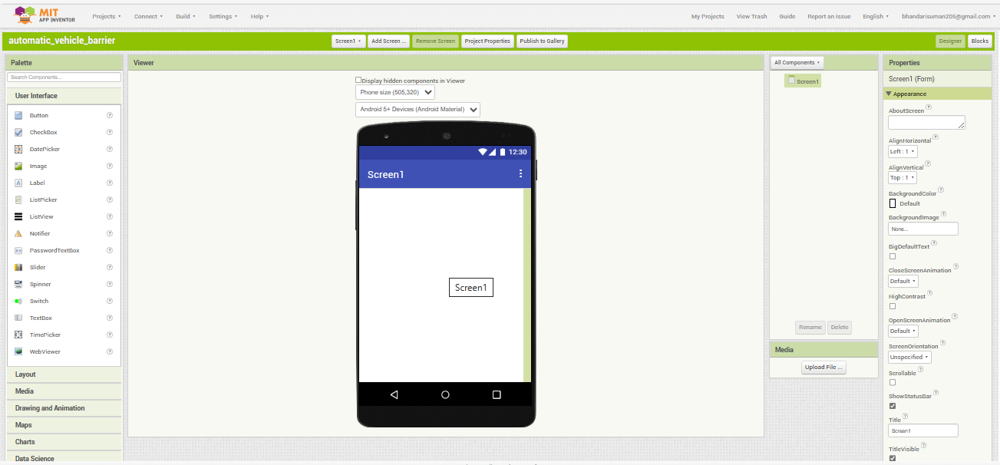 MIT
APP INVENTOR
Projects
Connect
Build
Settings
Help
My Projects
View Trash
Guide
Report an Issue
English
bhandarisuman205@gmail.com
automatic_vehicle_barrier
Screen1
Add Screen ...
Remove Screen
Project Properties
Publish to Gallery
Designer
Blocks
Palette
Search Components...
User Interface
Button
CheckBox
DatePicker
Image
Label
ListPicker
ListView
Notifier
PasswordTextBox
Slider
Spinner
Switch
TextBox
TimePicker
WebViewer
Layout
Media
Drawing and Animation
Maps
Charts
Data Science
Viewer
Display hidden components in Viewer
Phone size (505,320)
Android 5+ Devices (Android Material)
12:30
Screen1
Screen1
All Components
Screen1
Rename
Delete
Media
Upload File ...
Properties
Screen1 (Form)
Appearance
AboutScreen
AlignHorizontal
Left : 1
AlignVertical
Top : 1
BackgroundColor
Default
BackgroundImage
None...
BigDefaultText
CloseScreenAnimation
Default
HighContrast
OpenScreenAnimation
Default
ScreenOrientation
Unspecified
Scrollable
ShowStatusBar
Title
Screen1
TitleVisible